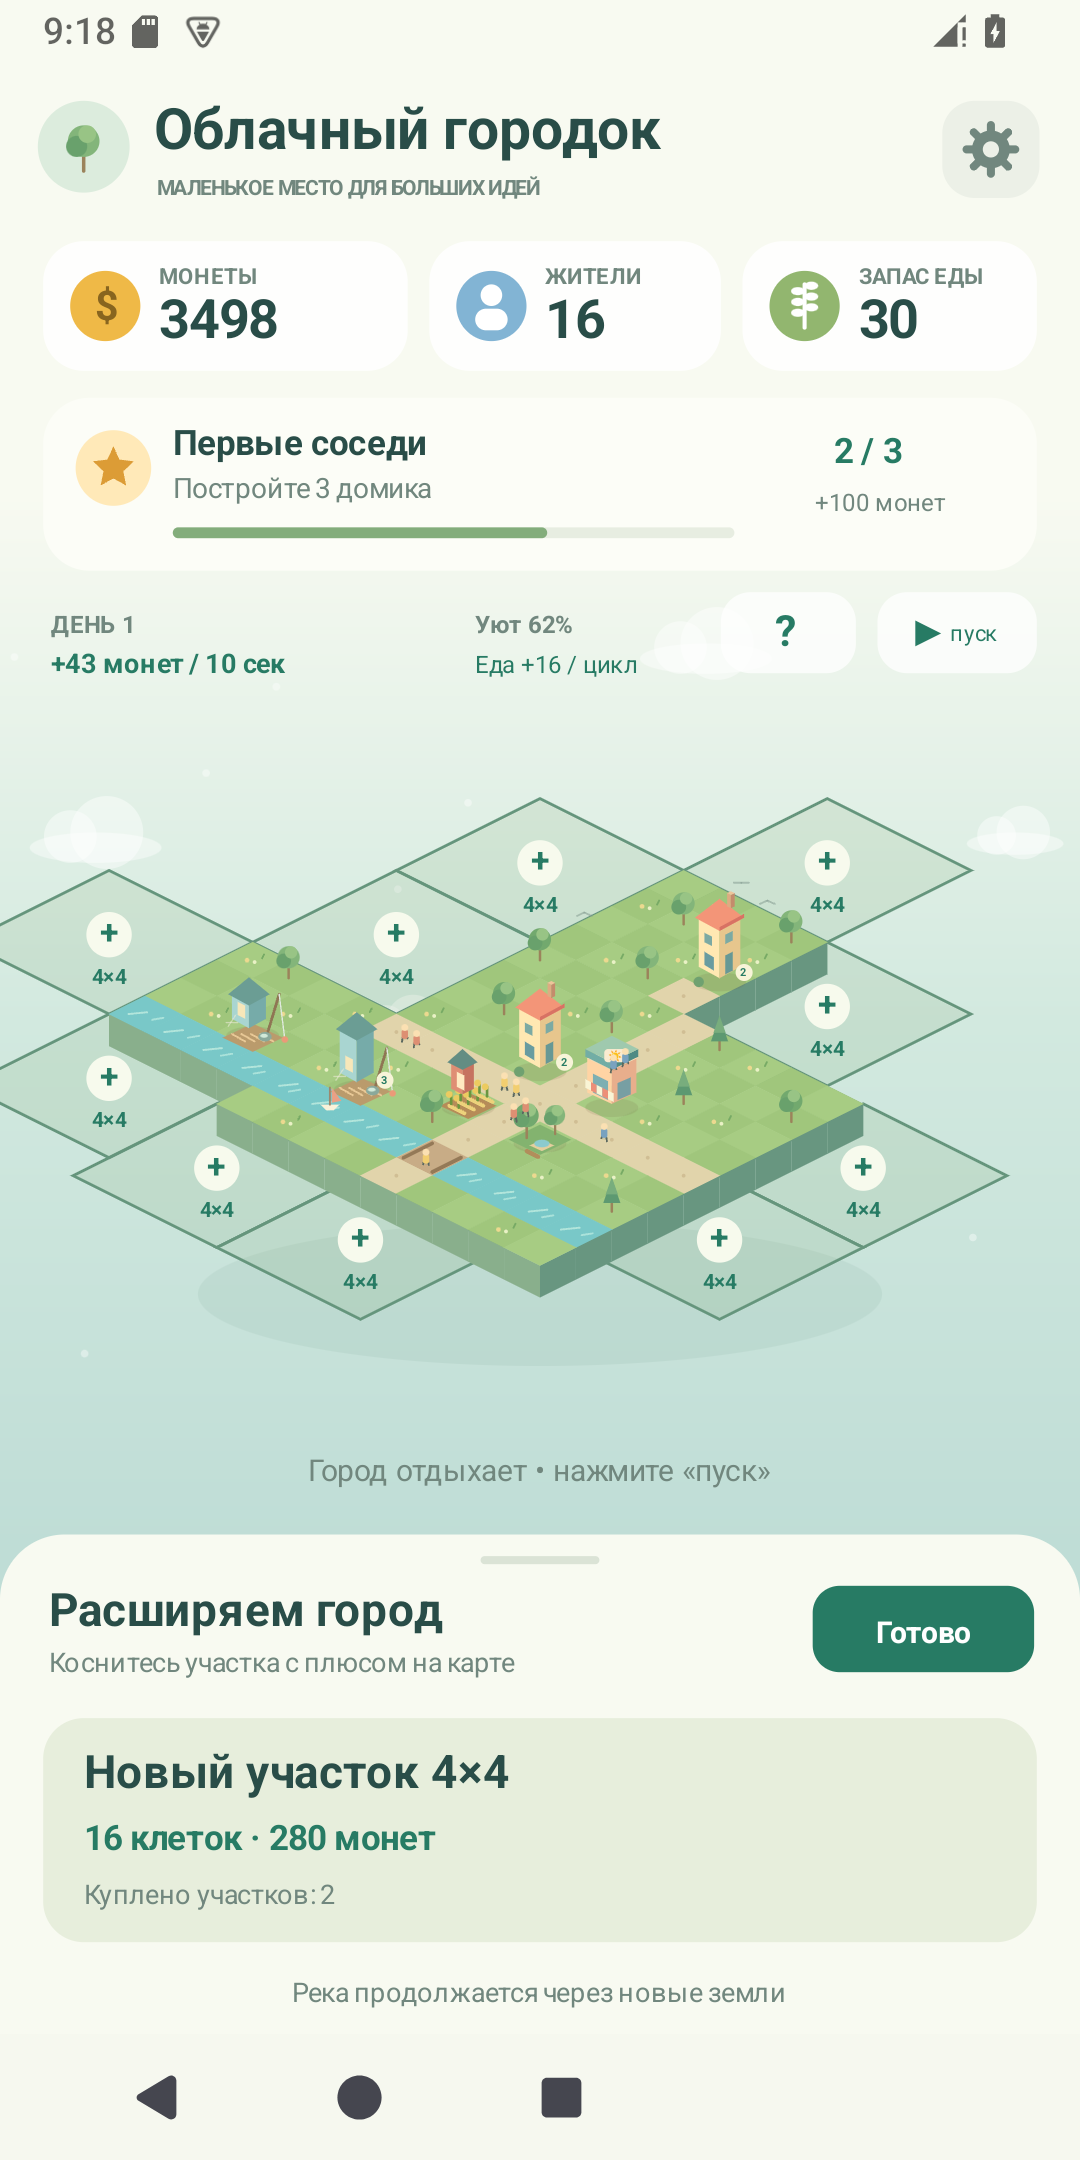 9:18
Облачный городок
МАЛЕНЬКОЕ МЕСТО ДЛЯ БОЛЬШИХ ИДЕЙ
МОНЕТЫ
3498
ЖИТЕЛИ
16
ЗАПАС ЕДЫ
30
Первые соседи
Постройте 3 домика
2 / 3
+100 монет
ДЕНЬ 1
+43 монет / 10 сек
Уют 62%
Еда +16 / цикл
?
пуск
+
4×4
+
4×4
+
4×4
+
4×4
2
+
4×4
2
3
+
4×4
+
4×4
+
4×4
+
4×4
+
4×4
Город отдыхает • нажмите «пуск»
Расширяем город
Коснитесь участка с плюсом на карте
Готово
Новый участок 4×4
16 клеток · 280 монет
Куплено участков: 2
Река продолжается через новые земли